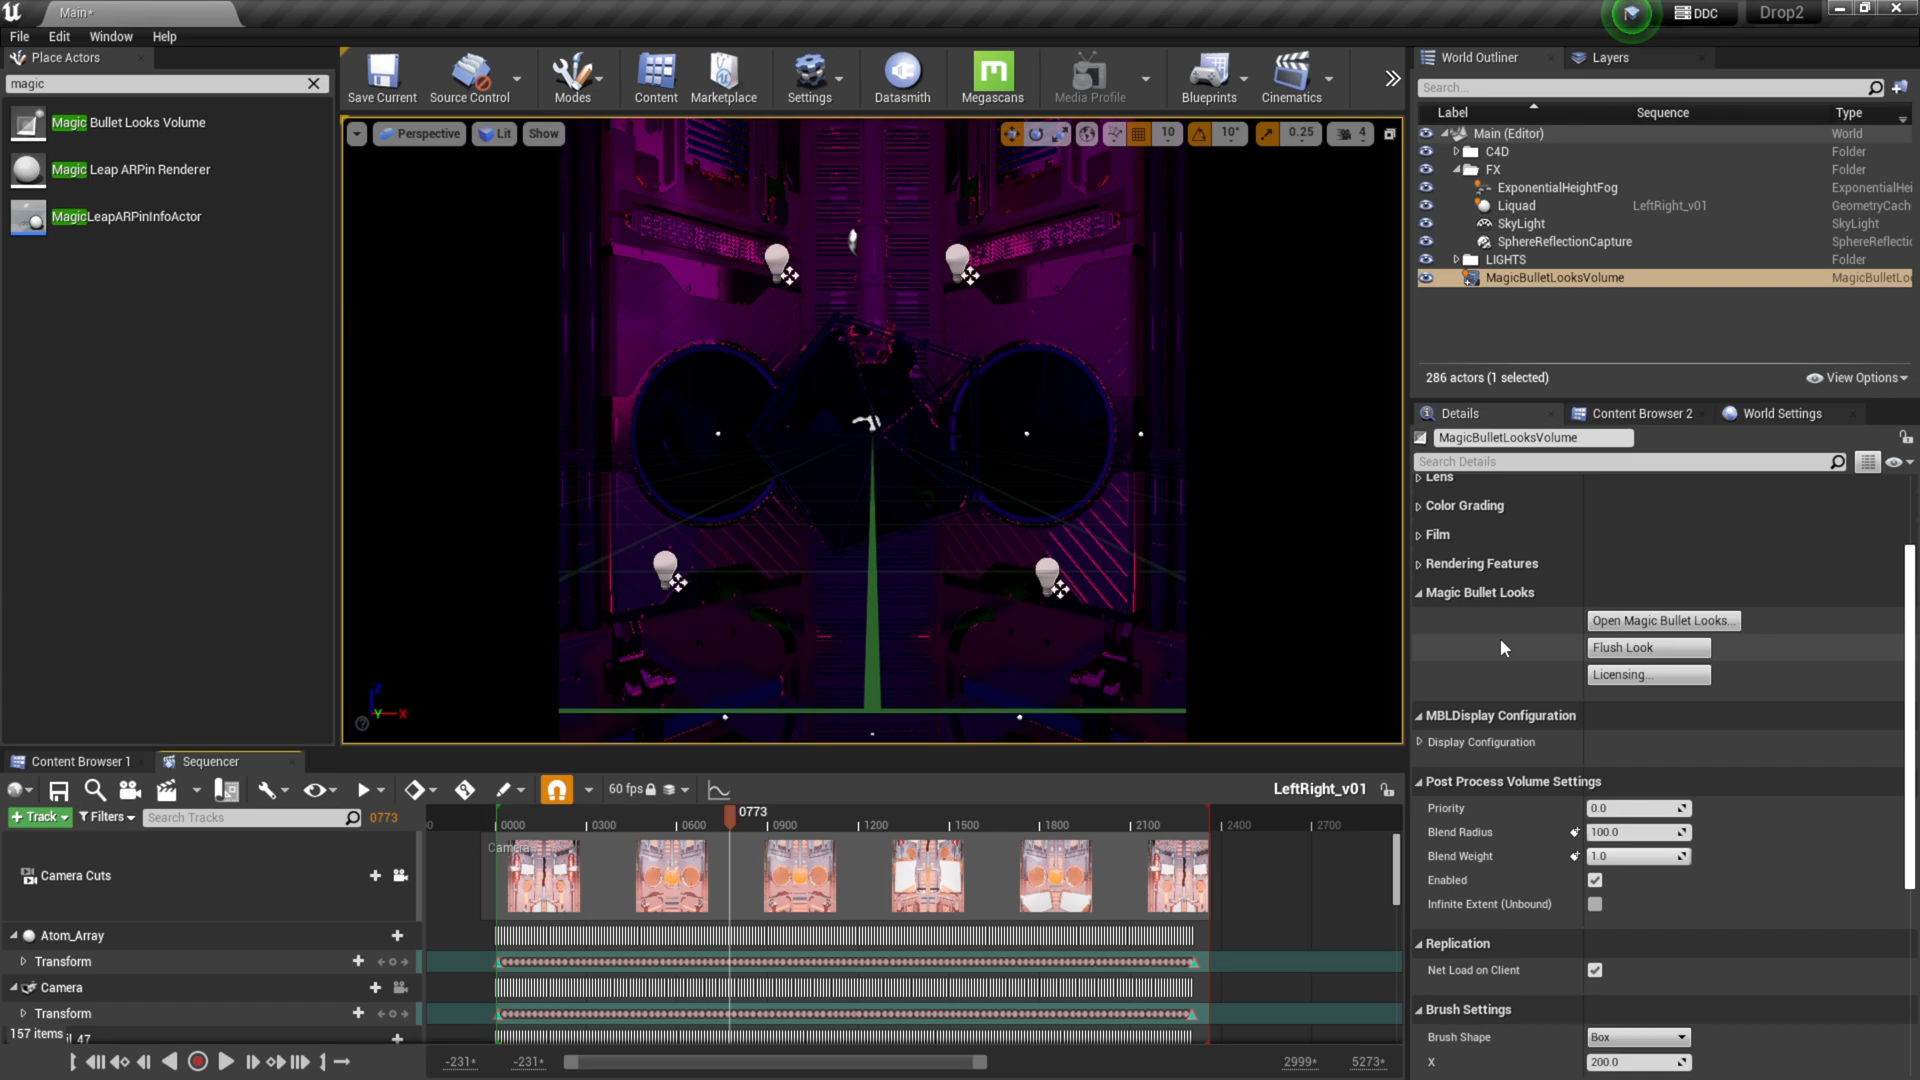 Main*
DDC
Drop2
File Edit Window Help
Place Actors
magic
Magic Bullet Looks Volume
Magic Leap ARPin Renderer
MagicLeapARPinInfoActor
Save Current
Source Control
Modes
Content
Marketplace
Settings
Datasmith
Megascans
Media Profile
Blueprints
Cinematics
Perspective
Lit
Show
10
10°
0.25
4
Z
Y
X
World Outliner
Layers
Search...
Label Sequence Type
Main (Editor) World
C4D Folder
FX Folder
ExponentialHeightFog ExponentialHei
Liquad LeftRight_v01 GeometryCach
SkyLight SkyLight
SphereReflectionCapture SphereReflectic
LIGHTS Folder
MagicBulletLooksVolume MagicBulletLo
286 actors (1 selected)
View Options
Details
Content Browser 2
World Settings
MagicBulletLooksVolume
Search Details
Lens
Color Grading
Film
Rendering Features
Magic Bullet Looks
Open Magic Bullet Looks...
Flush Look
Licensing...
MBLDisplay Configuration
Display Configuration
Post Process Volume Settings
Priority 0.0
Blend Radius 100.0
Blend Weight 1.0
Enabled
Infinite Extent (Unbound)
Replication
Net Load on Client
Brush Settings
Brush Shape Box
X 200.0
Content Browser 1
Sequencer
60 fps
LeftRight_v01
+ Track
Filters
Search Tracks
0773
0773
0000 0300 0600 0900 1200 1500 1800 2100 2400 2700
Camera
Camera Cuts
Atom_Array
Transform
Camera
Transform
157 items
-231*
-231*
2999*
5273*